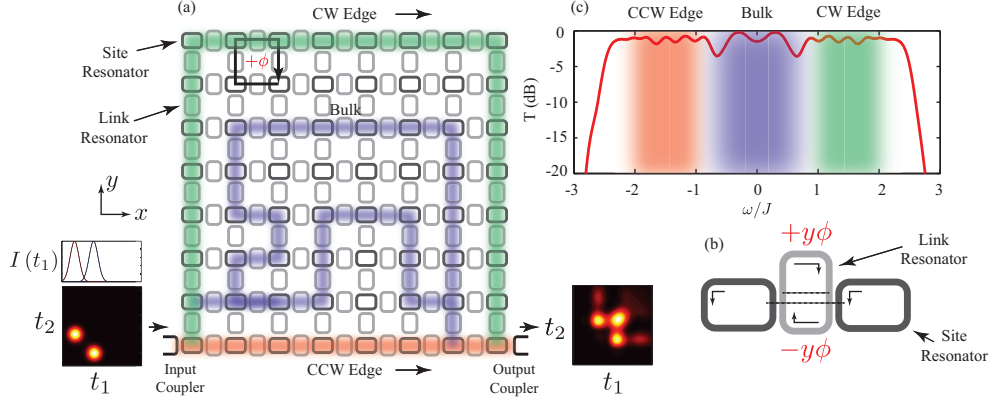 (a)
CW Edge
Site
Resonator
Link
Resonator
+ϕ
Bulk
y
x
I (t₁)
t₂
t₁
Input
Coupler
CCW Edge
Output
Coupler
t₂
t₁
(c)
CCW Edge
Bulk
CW Edge
T (dB)
0
-5
-10
-15
-20
-3
-2
-1
0
1
2
3
ω/J
(b)
+yϕ
Link
Resonator
-yϕ
Site
Resonator